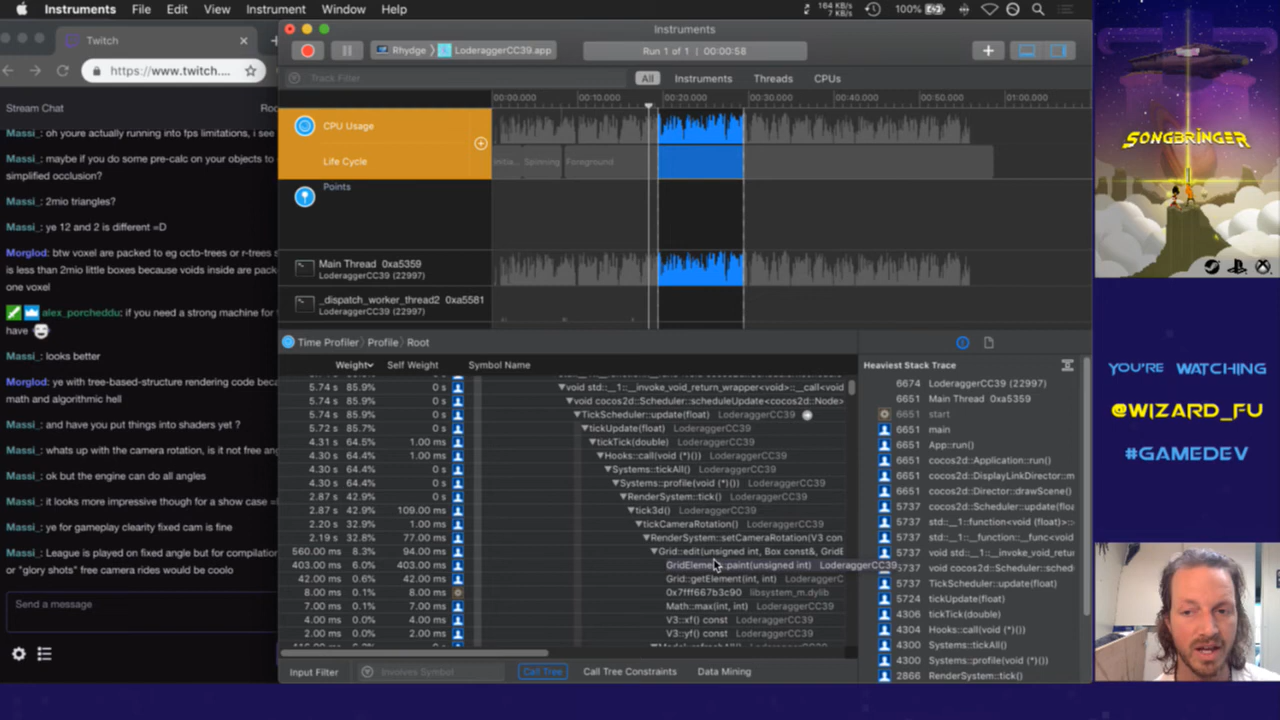 Instruments File Edit View Instrument Window Help
164 KB/s
7 KB/s
100%
Twitch
https://www.twitch....
Stream Chat
Massi_: oh youre actually running into fps limitations, i see
Massi_: maybe if you do some pre-calc on your objects to
simplified occlusion?
Massi_: 2mio triangles?
Massi_: ye 12 and 2 is different =D
Morglod: btw voxel are packed to eg octo-trees or r-trees s
is less than 2mio little boxes because voids inside are pack
one voxel
alex_porcheddu: if you need a strong machine for
have
Massi_: looks better
Morglod: ye with tree-based-structure rendering code beca
math and algorithmic hell
Massi_: and have you put things into shaders yet ?
Massi_: whats up with the camera rotation, is it not free ang
Massi_: ok but the engine can do all angles
Massi_: it looks more impressive though for a show case =
Massi_: ye for gameplay clearity fixed cam is fine
Massi_: League is played on fixed angle but for compilation
or "glory shots" free camera rides would be coolo
Send a message
Instruments
Rhydge LoderaggerCC39.app
Run 1 of 1 | 00:00:58
Track Filter
All Instruments Threads CPUs
00:00.000 00:10.000 00:20.000 00:30.000 00:40.000 00:50.000 01:00.000
CPU Usage
Life Cycle
Initia... Spinning Foreground
Points
Main Thread 0xa5359
LoderaggerCC39 (22997)
_dispatch_worker_thread2 0xa5581
LoderaggerCC39 (22997)
Time Profiler Profile Root
Weight Self Weight Symbol Name
5.74 s 85.9% 0 s void std::__1::__invoke_void_return_wrapper<void>::__call<void
5.74 s 85.9% 0 s void cocos2d::Scheduler::scheduleUpdate<cocos2d::Node>
5.74 s 85.9% 0 s TickScheduler::update(float) LoderaggerCC39
5.72 s 85.7% 0 s tickUpdate(float) LoderaggerCC39
4.31 s 64.5% 1.00 ms tickTick(double) LoderaggerCC39
4.30 s 64.4% 1.00 ms Hooks::call(void (*)()) LoderaggerCC39
4.30 s 64.4% 0 s Systems::tickAll() LoderaggerCC39
4.30 s 64.4% 0 s Systems::profile(void (*)()) LoderaggerCC39
2.87 s 42.9% 0 s RenderSystem::tick() LoderaggerCC39
2.87 s 42.9% 109.00 ms tick3d() LoderaggerCC39
2.20 s 32.8% 1.00 ms tickCameraRotation() LoderaggerCC39
2.19 s 32.8% 77.00 ms RenderSystem::setCameraRotation(V3 con
560.00 ms 8.3% 94.00 ms Grid::edit(unsigned int, Box const&, GridE
403.00 ms 6.0% 403.00 ms GridElement::paint(unsigned int) LoderaggerCC39
42.00 ms 0.6% 42.00 ms Grid::getElement(int, int) LoderaggerC
8.00 ms 0.1% 8.00 ms 0x7fff667b3c90 libsystem_m.dylib
7.00 ms 0.1% 7.00 ms Math::max(int, int) LoderaggerCC39
4.00 ms 0.0% 4.00 ms V3::xf() const LoderaggerCC39
2.00 ms 0.0% 2.00 ms V3::yf() const LoderaggerCC39
Input Filter Involves Symbol Call Tree Call Tree Constraints Data Mining
Heaviest Stack Trace
6674 LoderaggerCC39 (22997)
6651 Main Thread 0xa5359
6651 start
6651 main
6651 App::run()
6651 cocos2d::Application::run()
6651 cocos2d::DisplayLinkDirector::m
6651 cocos2d::Director::drawScene()
5737 cocos2d::Scheduler::update(floa
5737 std::__1::function<void (float)>::
5737 std::__1::__function::__func<voi
5737 void std::__1::__invoke_void_retu
5737 void cocos2d::Scheduler::sched
5737 TickScheduler::update(float)
5724 tickUpdate(float)
4306 tickTick(double)
4304 Hooks::call(void (*)())
4300 Systems::tickAll()
4300 Systems::profile(void (*)())
2866 RenderSystem::tick()
SONGBRINGER
YOU'RE WATCHING
@WIZARD_FU
#GAMEDEV